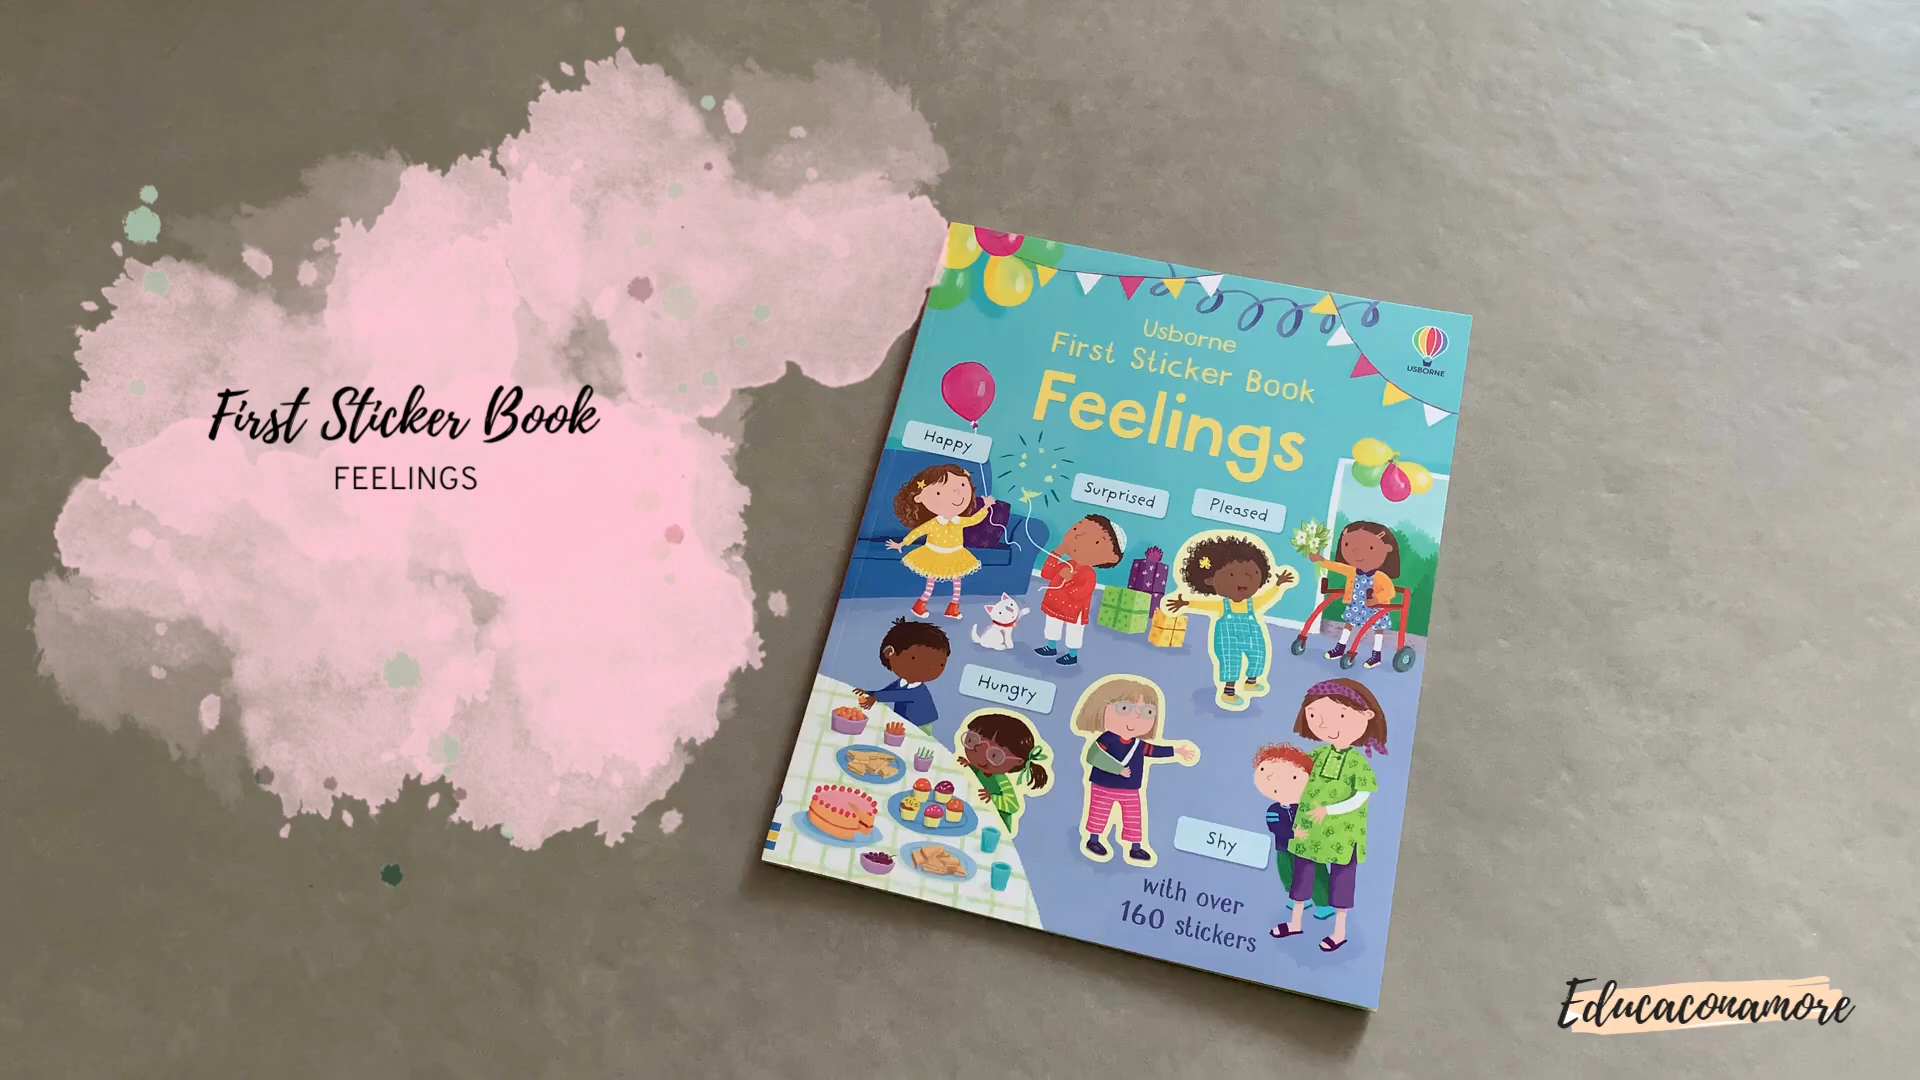 First Sticker Book
FEELINGS
Usborne
First Sticker Book
Feelings
USBORNE
Happy
Surprised
Pleased
Hungry
Shy
with over
160 stickers
Educaconamore